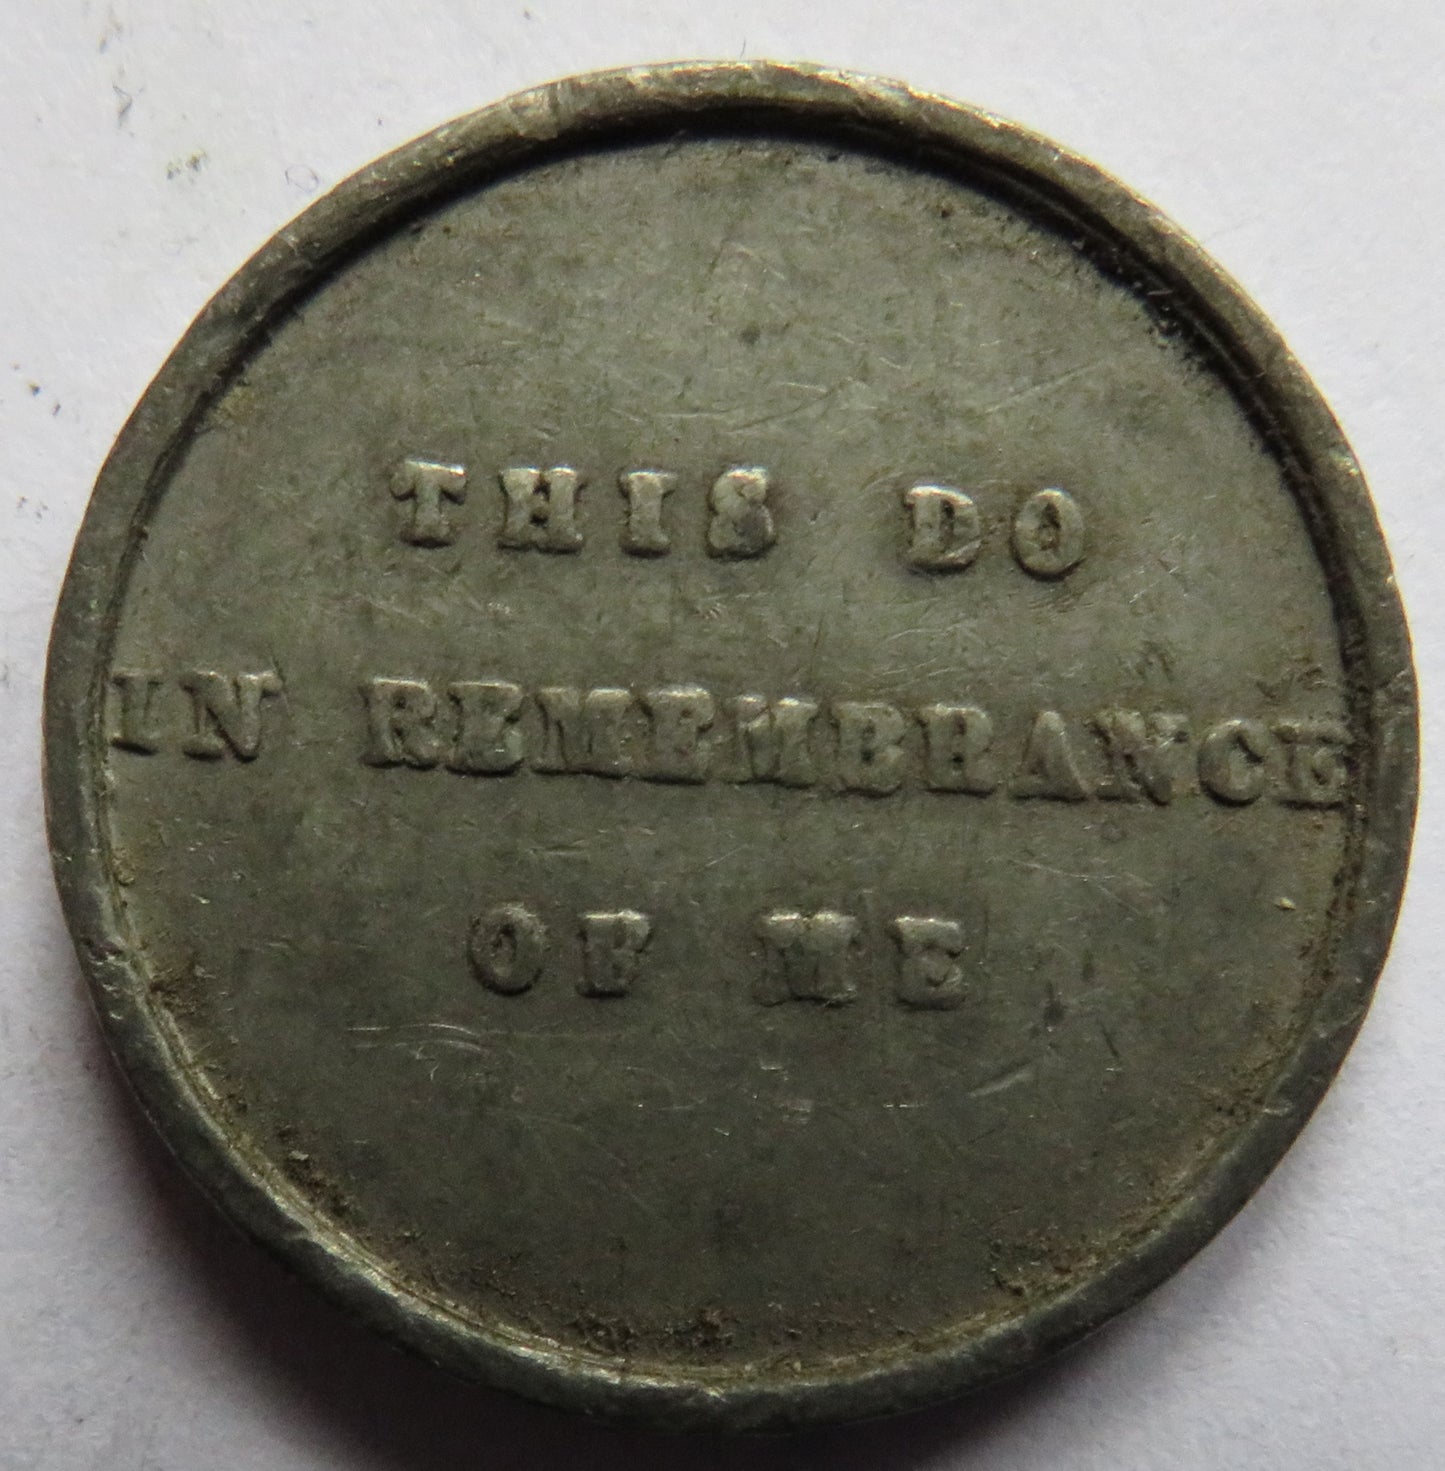 THIS DO
IN REMEMBRANCE
OF ME